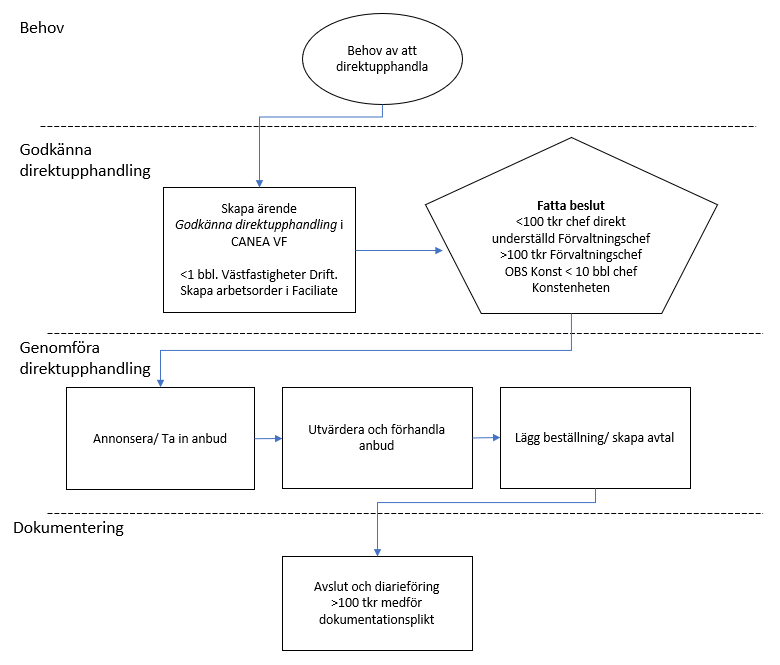 Behov
Behov av att
direktupphandla
Godkänna
direktupphandling
Skapa ärende
Godkänna direktupphandling i
CANEA VF
<1 bbl. Västfastigheter Drift.
Skapa arbetsorder i Faciliate
Fatta beslut
<100 tkr chef direkt
underställd Förvaltningschef
>100 tkr Förvaltningschef
OBS Konst < 10 bbl chef
Konstenheten
Genomföra
direktupphandling
Annonsera/ Ta in anbud
Utvärdera och förhandla
anbud
Lägg beställning/ skapa avtal
Dokumentering
Avslut och diarieföring
>100 tkr medför
dokumentationsplikt